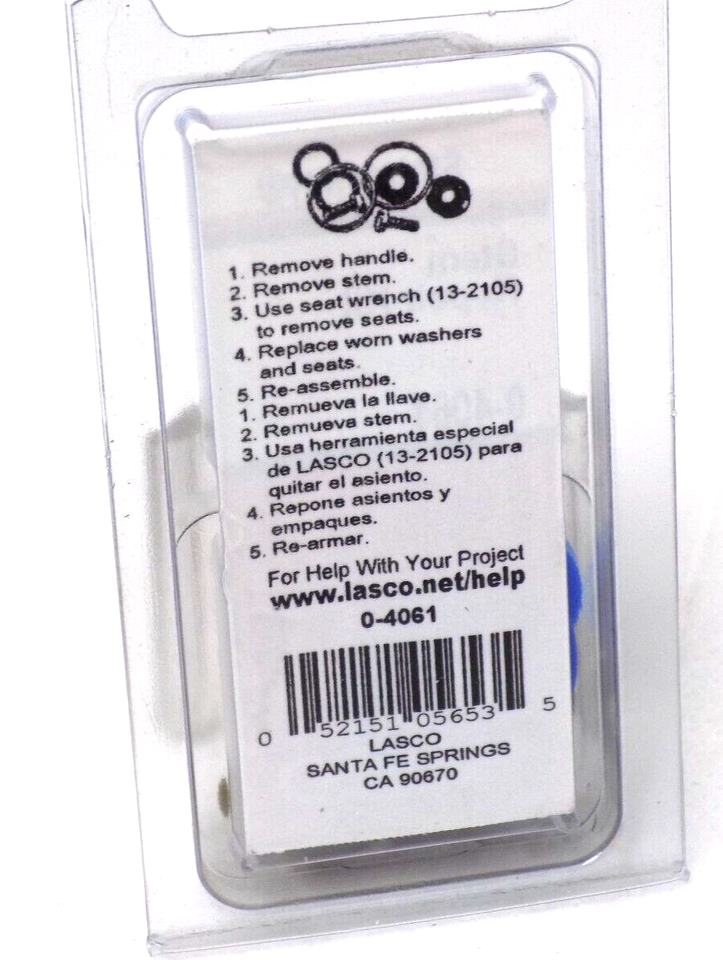 1. Remove handle.
2. Remove stem.
3. Use seat wrench (13-2105)
to remove seats.
4. Replace worn washers
and seats.
5. Re-assemble.
1. Remueva la llave.
2. Remueva stem.
3. Usa herramienta especial
de LASCO (13-2105) para
quitar el asiento.
4. Repone asientos y
empaques.
5. Re-armar.
For Help With Your Project
www.lasco.net/help
0-4061
0 52151 05653 5
LASCO
SANTA FE SPRINGS
CA 90670